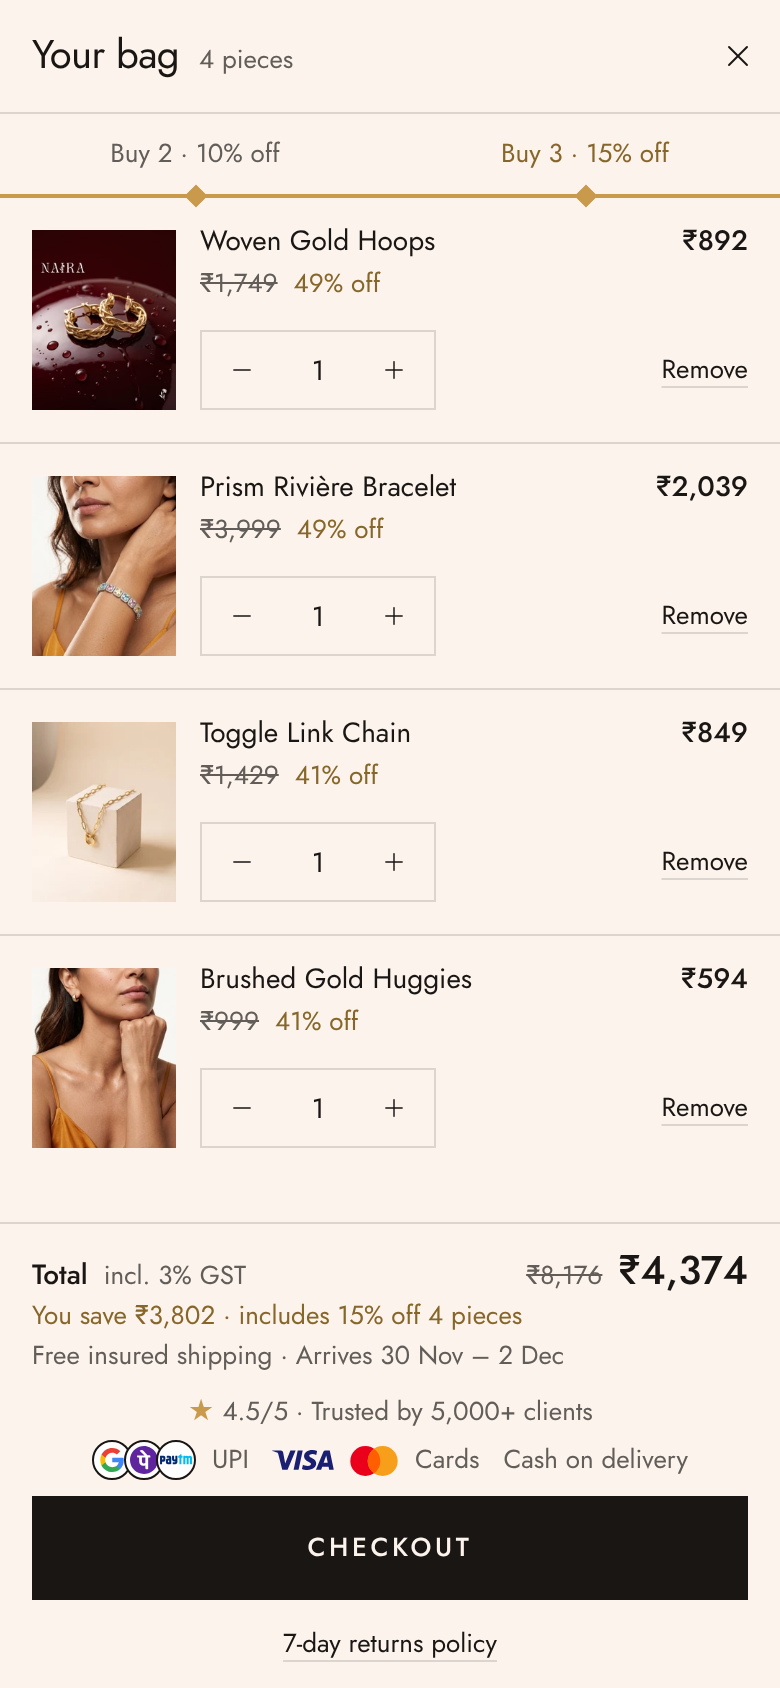 Your bag 4 pieces
Buy 2 · 10% off
Buy 3 · 15% off
NAIRA
Woven Gold Hoops ₹892
₹1,749 49% off
− 1 + Remove
Prism Rivière Bracelet ₹2,039
₹3,999 49% off
− 1 + Remove
Toggle Link Chain ₹849
₹1,429 41% off
− 1 + Remove
Brushed Gold Huggies ₹594
₹999 41% off
− 1 + Remove
Total incl. 3% GST ₹8,176 ₹4,374
You save ₹3,802 · includes 15% off 4 pieces
Free insured shipping · Arrives 30 Nov – 2 Dec
★ 4.5/5 · Trusted by 5,000+ clients
G पे paytm UPI VISA Cards Cash on delivery
CHECKOUT
7-day returns policy